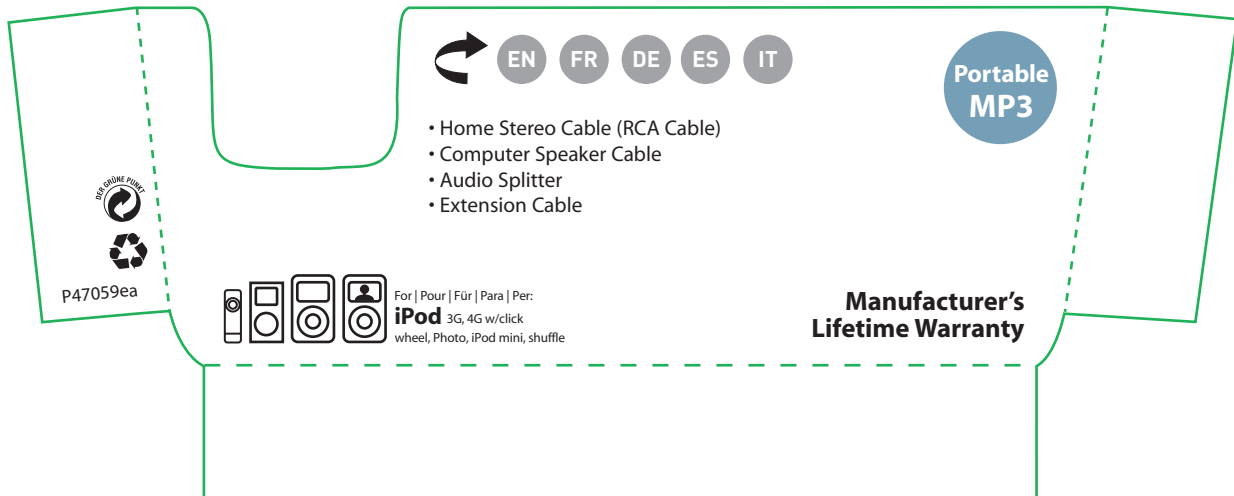 EN FR DE ES IT
Portable
MP3
• Home Stereo Cable (RCA Cable)
• Computer Speaker Cable
• Audio Splitter
• Extension Cable
DER GRÜNE PUNKT
P47059ea
For | Pour | Für | Para | Per:
iPod 3G, 4G w/click
wheel, Photo, iPod mini, shuffle
Manufacturer’s
Lifetime Warranty